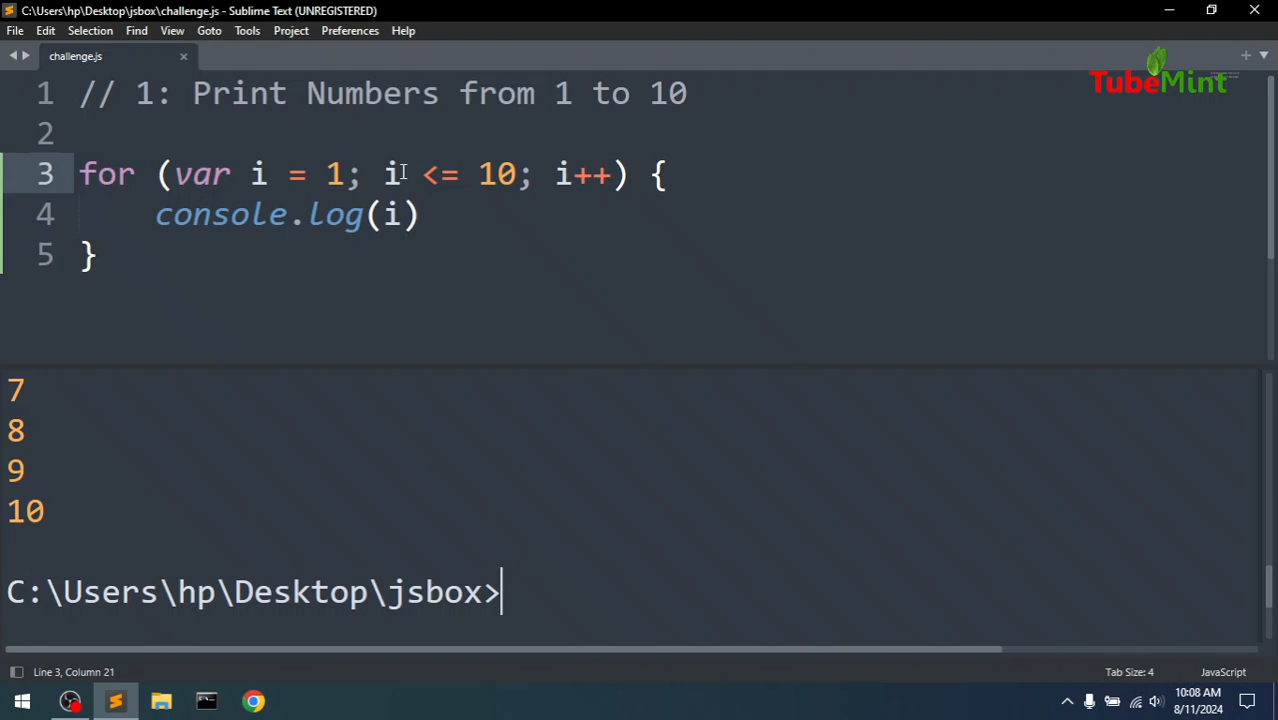 C:\Users\hp\Desktop\jsbox\challenge.js - Sublime Text (UNREGISTERED)
File Edit Selection Find View Goto Tools Project Preferences Help
challenge.js
TubeMint
1 // 1: Print Numbers from 1 to 10
2
3 for (var i = 1; i <= 10; i++) {
4 console.log(i)
5 }
7
8
9
10
C:\Users\hp\Desktop\jsbox>
Line 3, Column 21 Tab Size: 4 JavaScript
10:08 AM
8/11/2024